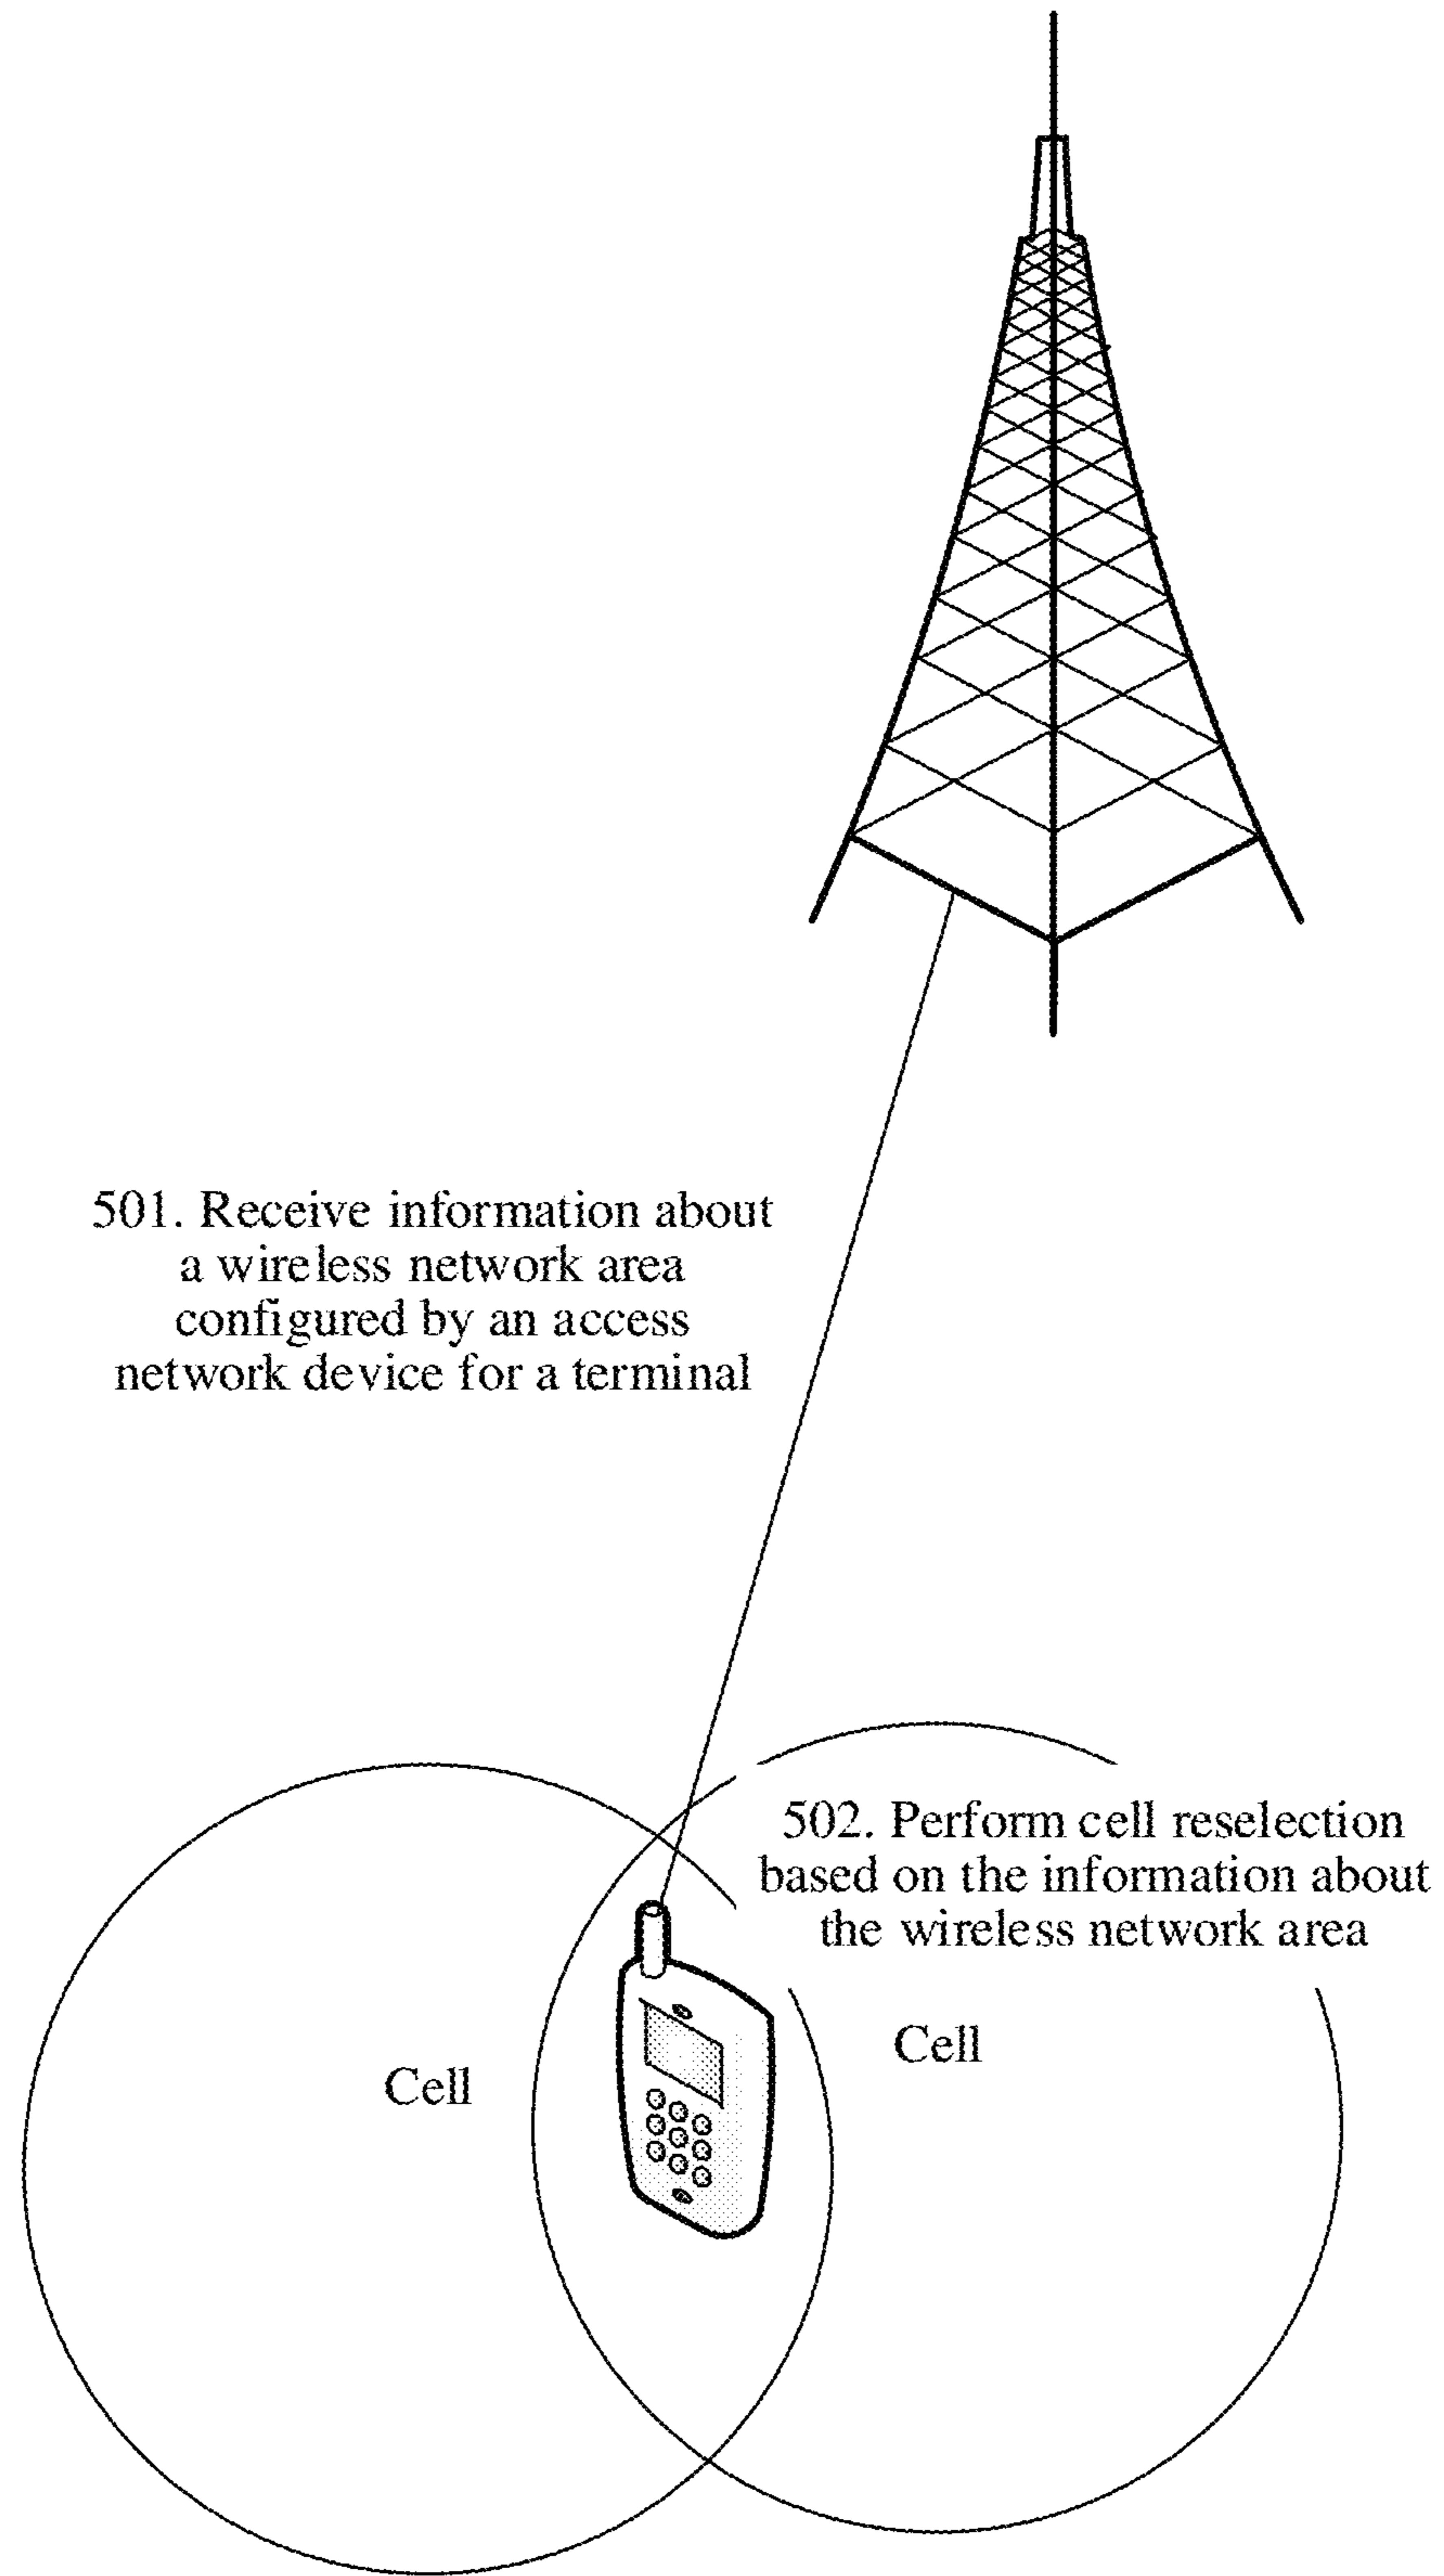 501. Receive information about
a wireless network area
configured by an access
network device for a terminal
502. Perform cell reselection
based on the information about
the wireless network area
Cell
Cell